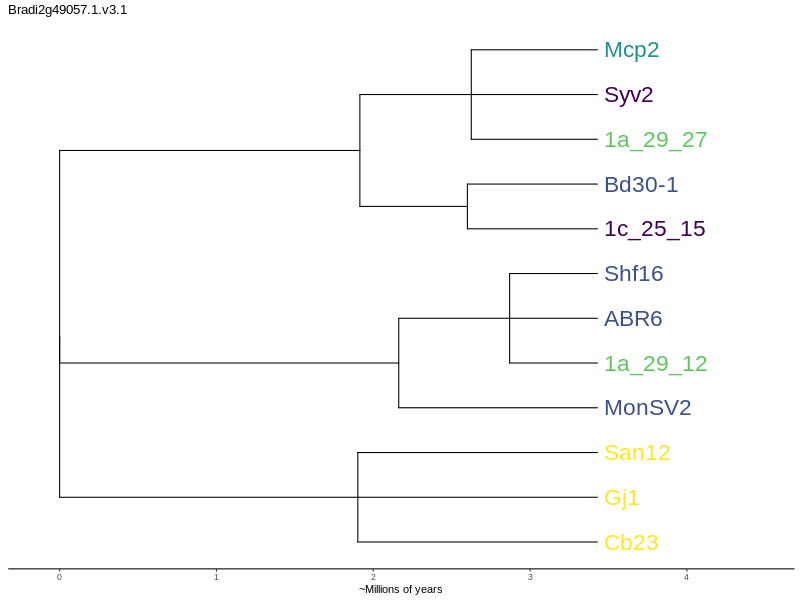 Bradi2g49057.1.v3.1
Mcp2
Syv2
1a_29_27
Bd30-1
1c_25_15
Shf16
ABR6
1a_29_12
MonSV2
San12
Gj1
Cb23
0 1 2 3 4
~Millions of years